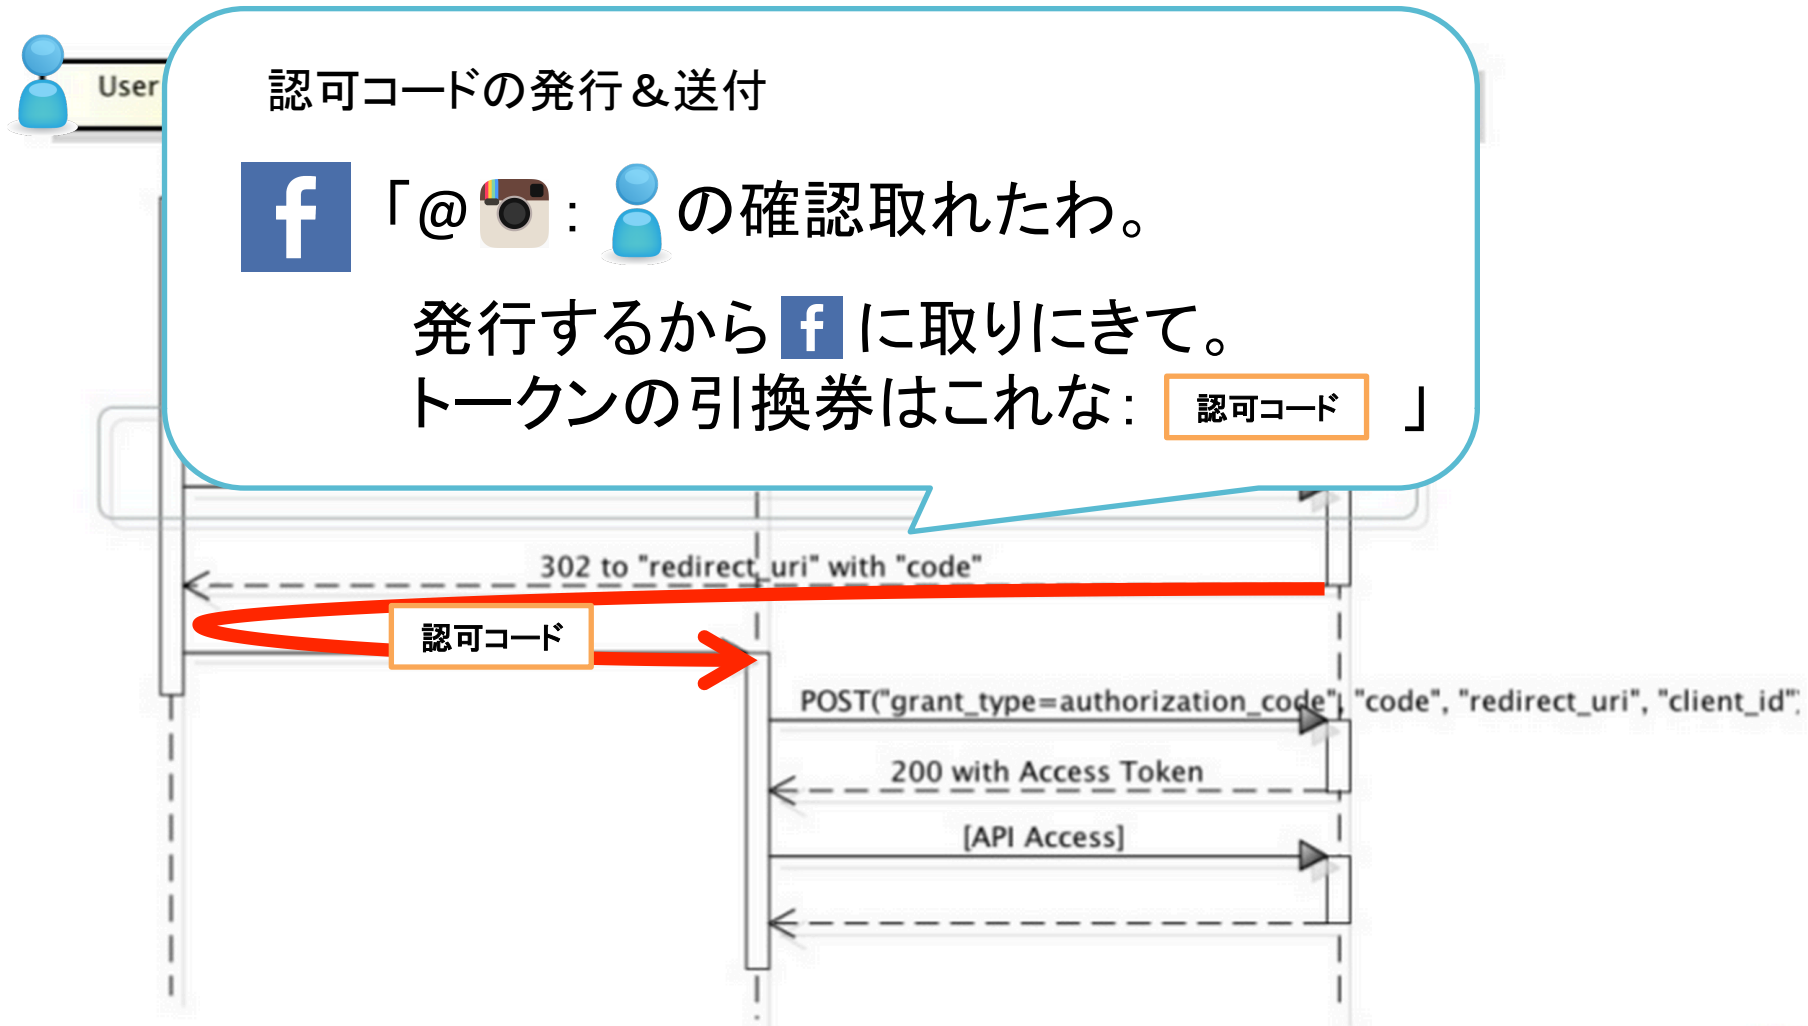 User
認可コードの発行＆送付
「@ : の確認取れたわ。
発行するから に取りにきて。
トークンの引換券はこれな: 認可コード 」
302 to "redirect_uri" with "code"
認可コード
POST("grant_type=authorization_code", "code", "redirect_uri", "client_id"
200 with Access Token
[API Access]